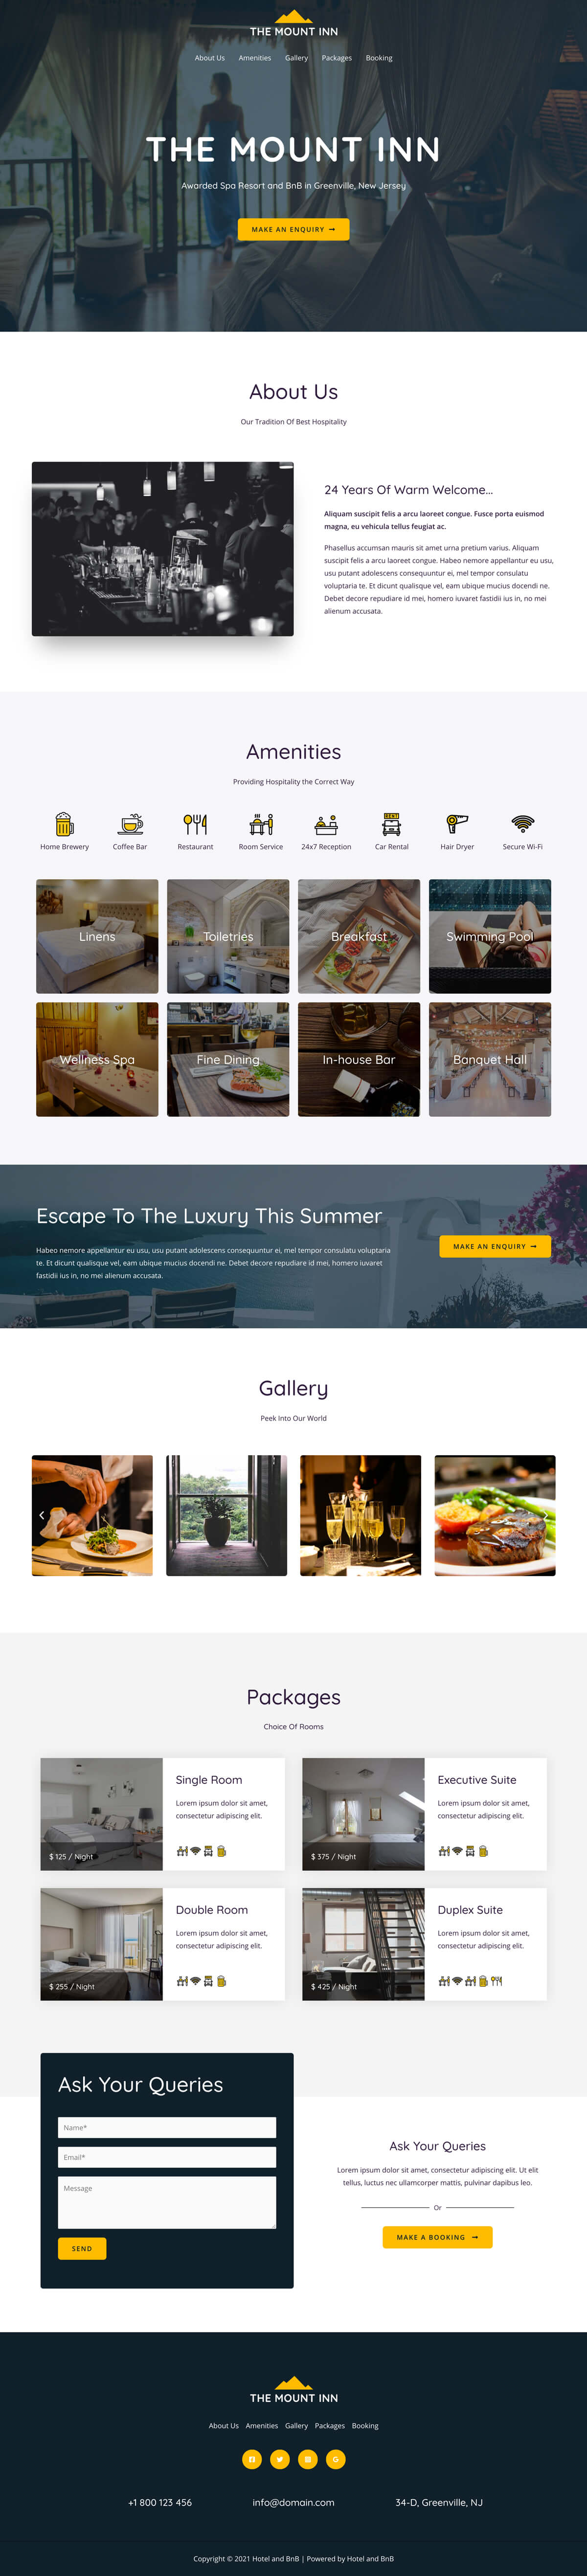 THE MOUNT INN
About Us Amenities Gallery Packages Booking
THE MOUNT INN
Awarded Spa Resort and BnB in Greenville, New Jersey
MAKE AN ENQUIRY
About Us
Our Tradition Of Best Hospitality
24 Years Of Warm Welcome...
Aliquam suscipit felis a arcu laoreet congue. Fusce porta euismod
magna, eu vehicula tellus feugiat ac.
Phasellus accumsan mauris sit amet urna pretium varius. Aliquam
suscipit felis a arcu laoreet congue. Habeo nemore appellantur eu usu,
usu putant adolescens consequuntur ei, mel tempor consulatu
voluptaria te. Et dicunt qualisque vel, eam ubique mucius docendi ne.
Debet decore repudiare id mei, homero iuvaret fastidii ius in, no mei
alienum accusata.
Amenities
Providing Hospitality the Correct Way
RENT
Home Brewery Coffee Bar Restaurant Room Service 24x7 Reception Car Rental Hair Dryer Secure Wi-Fi
Linens Toiletries Breakfast Swimming Pool
Wellness Spa Fine Dining In-house Bar Banquet Hall
Escape To The Luxury This Summer
Habeo nemore appellantur eu usu, usu putant adolescens consequuntur ei, mel tempor consulatu voluptaria
te. Et dicunt qualisque vel, eam ubique mucius docendi ne. Debet decore repudiare id mei, homero iuvaret
fastidii ius in, no mei alienum accusata.
MAKE AN ENQUIRY
Gallery
Peek Into Our World
Packages
Choice Of Rooms
Single Room
Lorem ipsum dolor sit amet,
consectetur adipiscing elit.
$ 125 / Night
Executive Suite
Lorem ipsum dolor sit amet,
consectetur adipiscing elit.
$ 375 / Night
Double Room
Lorem ipsum dolor sit amet,
consectetur adipiscing elit.
$ 255 / Night
Duplex Suite
Lorem ipsum dolor sit amet,
consectetur adipiscing elit.
$ 425 / Night
Ask Your Queries
Name*
Email*
Message
SEND
Ask Your Queries
Lorem ipsum dolor sit amet, consectetur adipiscing elit. Ut elit
tellus, luctus nec ullamcorper mattis, pulvinar dapibus leo.
Or
MAKE A BOOKING
THE MOUNT INN
About Us Amenities Gallery Packages Booking
+1 800 123 456
info@domain.com
34-D, Greenville, NJ
Copyright © 2021 Hotel and BnB | Powered by Hotel and BnB